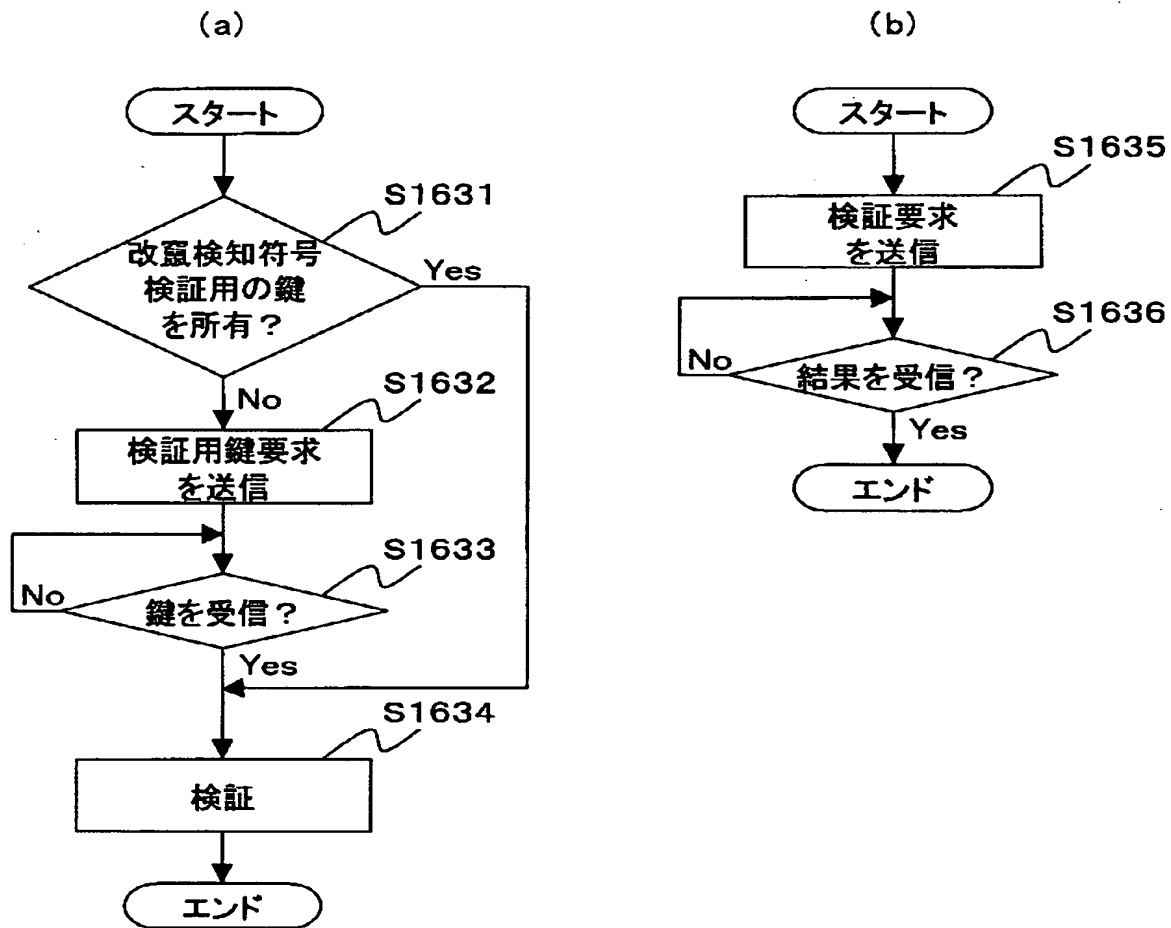 (a)
スタート
S1631
改竄検知符号
検証用の鍵
を所有？
Yes
No
S1632
検証用鍵要求
を送信
S1633
No
鍵を受信？
Yes
S1634
検証
エンド
(b)
スタート
S1635
検証要求
を送信
S1636
No
結果を受信？
Yes
エンド